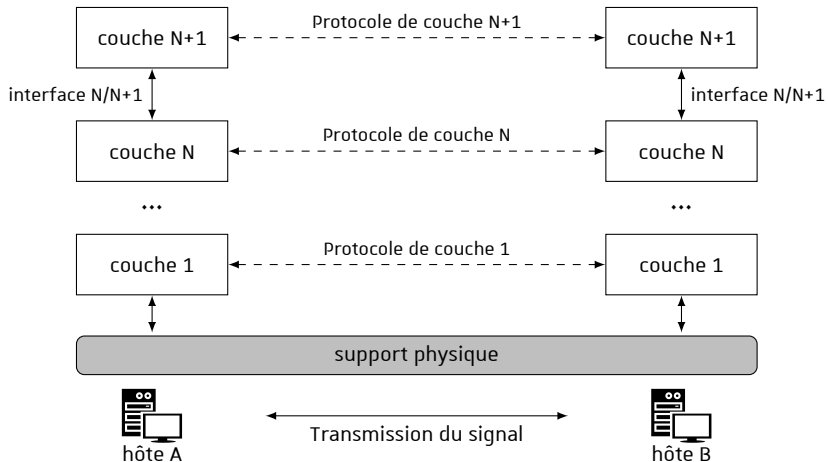 couche N+1
Protocole de couche N+1
couche N+1
interface N/N+1
interface N/N+1
couche N
Protocole de couche N
couche N
...
...
couche 1
Protocole de couche 1
couche 1
support physique
Transmission du signal
hôte A
hôte B